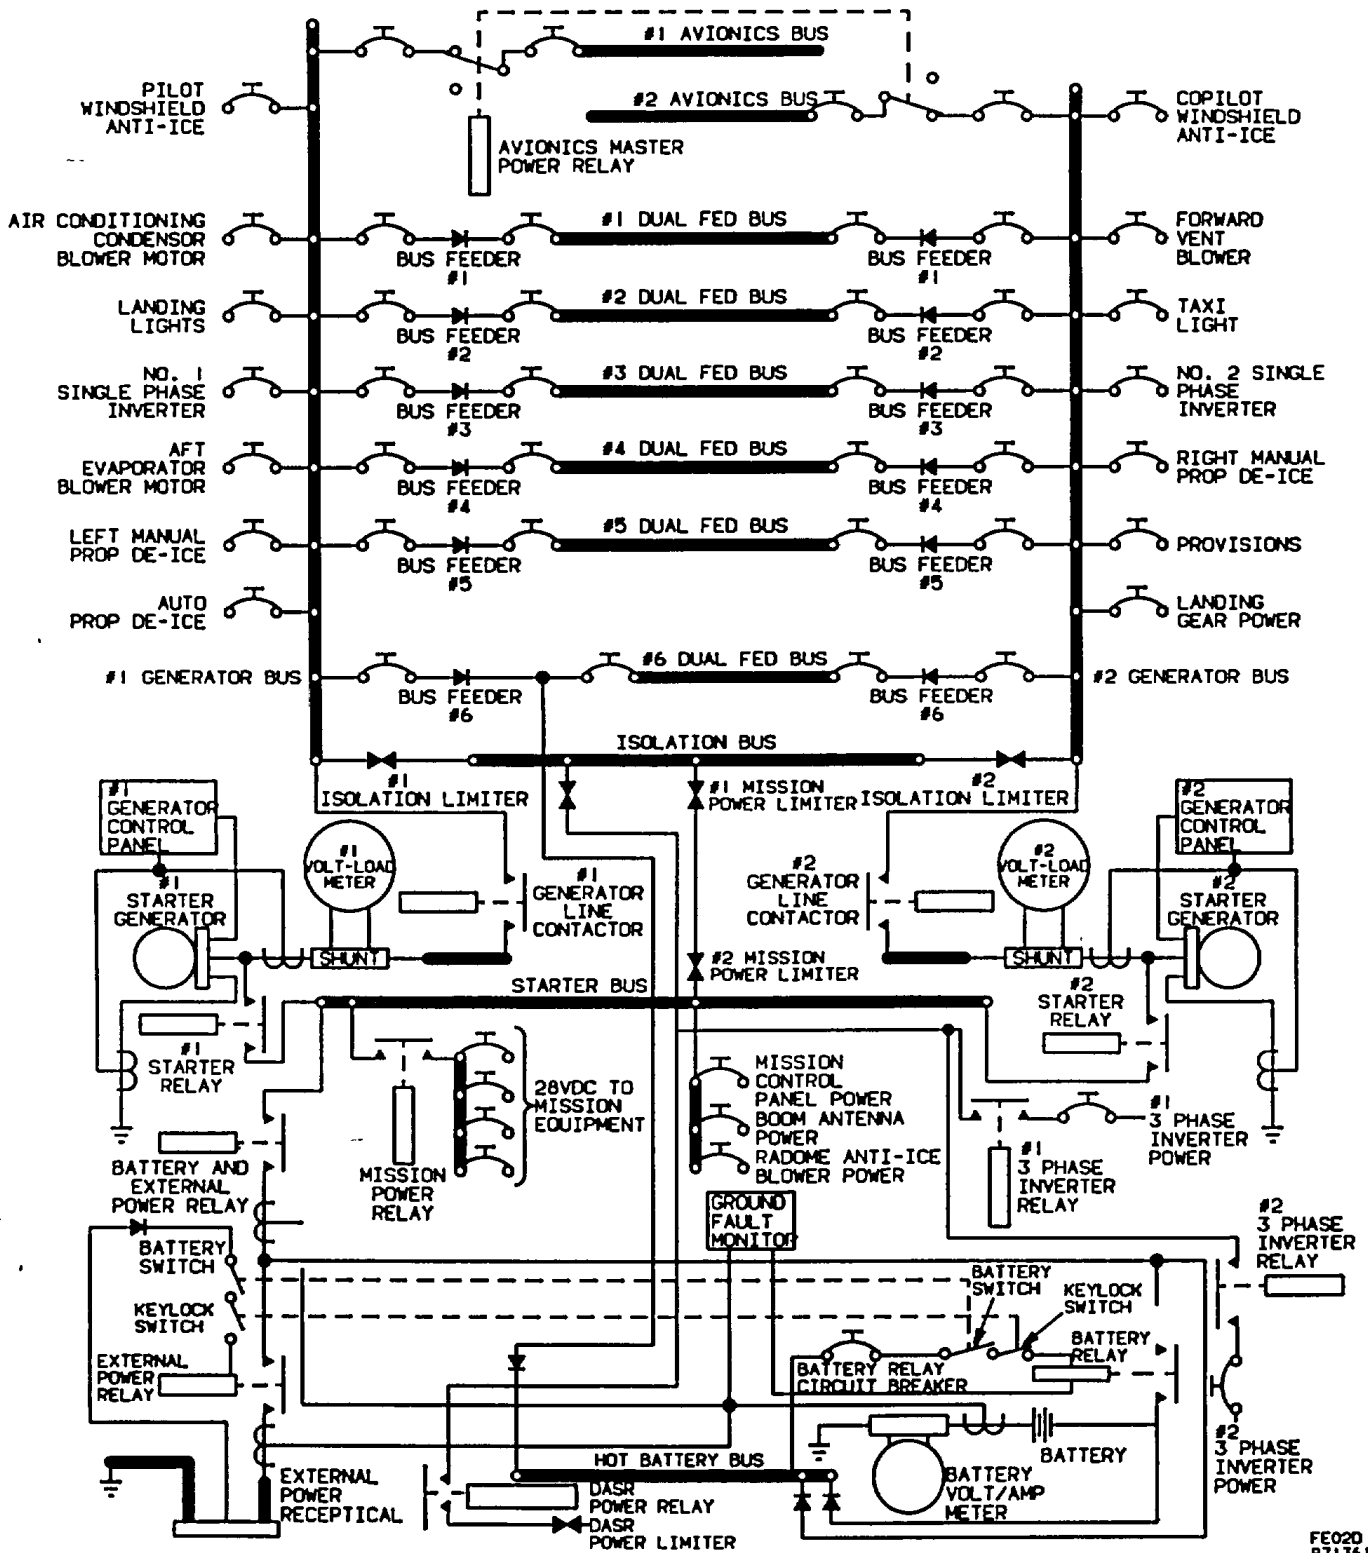 #1 AVIONICS BUS
PILOT
WINDSHIELD
ANTI-ICE
#2 AVIONICS BUS
COPILOT
WINDSHIELD
ANTI-ICE
AVIONICS MASTER
POWER RELAY
AIR CONDITIONING
CONDENSOR
BLOWER MOTOR
#1 DUAL FED BUS
BUS FEEDER
#1
BUS FEEDER
#1
FORWARD
VENT
BLOWER
LANDING
LIGHTS
#2 DUAL FED BUS
BUS FEEDER
#2
BUS FEEDER
#2
TAXI
LIGHT
NO. 1
SINGLE PHASE
INVERTER
#3 DUAL FED BUS
BUS FEEDER
#3
BUS FEEDER
#3
NO. 2 SINGLE
PHASE
INVERTER
AFT
EVAPORATOR
BLOWER MOTOR
#4 DUAL FED BUS
BUS FEEDER
#4
BUS FEEDER
#4
RIGHT MANUAL
PROP DE-ICE
LEFT MANUAL
PROP DE-ICE
#5 DUAL FED BUS
BUS FEEDER
#5
BUS FEEDER
#5
PROVISIONS
AUTO
PROP DE-ICE
LANDING
GEAR POWER
#1 GENERATOR BUS
#6 DUAL FED BUS
BUS FEEDER
#6
BUS FEEDER
#6
#2 GENERATOR BUS
ISOLATION BUS
#1
ISOLATION LIMITER
#1 MISSION
POWER LIMITER
#2
ISOLATION LIMITER
#1
GENERATOR
CONTROL
PANEL
#2
GENERATOR
CONTROL
PANEL
#1
VOLT-LOAD
METER
#2
VOLT-LOAD
METER
#1
STARTER
GENERATOR
#1
GENERATOR
LINE
CONTACTOR
#2
GENERATOR
LINE
CONTACTOR
#2
STARTER
GENERATOR
SHUNT
SHUNT
#2 MISSION
POWER LIMITER
STARTER BUS
#2
STARTER
RELAY
#1
STARTER
RELAY
28VDC TO
MISSION
EQUIPMENT
MISSION
CONTROL
PANEL POWER
BOOM ANTENNA
POWER
RADOME ANTI-ICE
BLOWER POWER
#1
3 PHASE
INVERTER
POWER
#1
3 PHASE
INVERTER
RELAY
BATTERY AND
EXTERNAL
POWER RELAY
MISSION
POWER
RELAY
GROUND
FAULT
MONITOR
#2
3 PHASE
INVERTER
RELAY
BATTERY
SWITCH
BATTERY
SWITCH
KEYLOCK
SWITCH
KEYLOCK
SWITCH
BATTERY
RELAY
EXTERNAL
POWER
RELAY
BATTERY RELAY
CIRCUIT BREAKER
HOT BATTERY BUS
BATTERY
#2
3 PHASE
INVERTER
POWER
EXTERNAL
POWER
RECEPTICAL
DASR
POWER RELAY
DASR
POWER LIMITER
BATTERY
VOLT/AMP
METER
FE02D